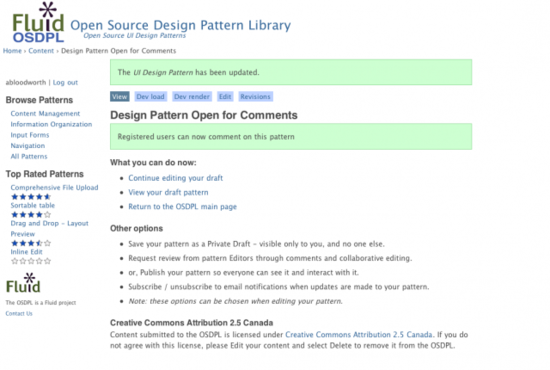 Fluid
OSDPL
Open Source Design Pattern Library
Open Source UI Design Patterns
Home › Content › Design Pattern Open for Comments
The UI Design Pattern has been updated.
abloodworth | Log out
View Dev load Dev render Edit Revisions
Browse Patterns
Content Management
Information Organization
Input Forms
Navigation
All Patterns
Top Rated Patterns
Comprehensive File Upload
Sortable table
Drag and Drop - Layout
Preview
Inline Edit
Fluid
The OSDPL is a Fluid project
Contact Us
Design Pattern Open for Comments
Registered users can now comment on this pattern
What you can do now:
• Continue editing your draft
• View your draft pattern
• Return to the OSDPL main page
Other options
• Save your pattern as a Private Draft - visible only to you, and no one else.
• Request review from pattern Editors through comments and collaborative editing.
• or, Publish your pattern so everyone can see it and interact with it.
• Subscribe / unsubscribe to email notifications when updates are made to your pattern.
• Note: these options can be chosen when editing your pattern.
Creative Commons Attribution 2.5 Canada
Content submitted to the OSDPL is licensed under Creative Commons Attribution 2.5 Canada. If you do
not agree with this license, please Edit your content and select Delete to remove it from the OSDPL.